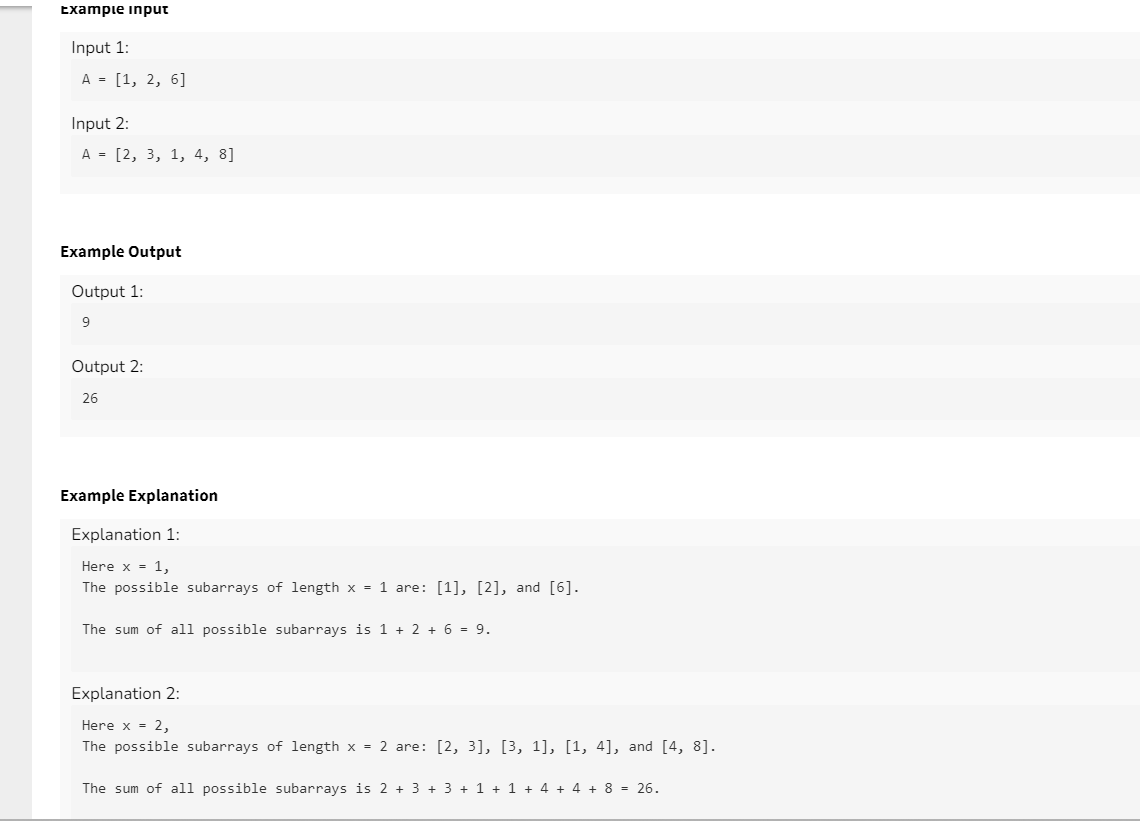 Example Input
Input 1:
A = [1, 2, 6]
Input 2:
A = [2, 3, 1, 4, 8]
Example Output
Output 1:
9
Output 2:
26
Example Explanation
Explanation 1:
Here x = 1,
The possible subarrays of length x = 1 are: [1], [2], and [6].
The sum of all possible subarrays is 1 + 2 + 6 = 9.
Explanation 2:
Here x = 2,
The possible subarrays of length x = 2 are: [2, 3], [3, 1], [1, 4], and [4, 8].
The sum of all possible subarrays is 2 + 3 + 3 + 1 + 1 + 4 + 4 + 8 = 26.